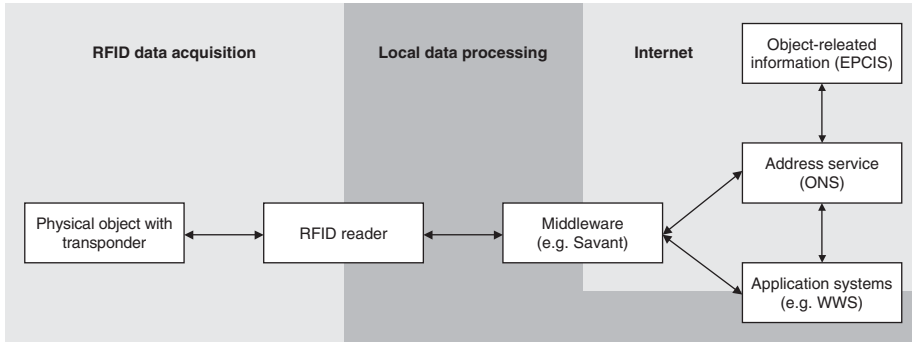 RFID data acquisition
Local data processing
Internet
Object-releated
information (EPCIS)
Address service
(ONS)
Physical object with
transponder
RFID reader
Middleware
(e.g. Savant)
Application systems
(e.g. WWS)